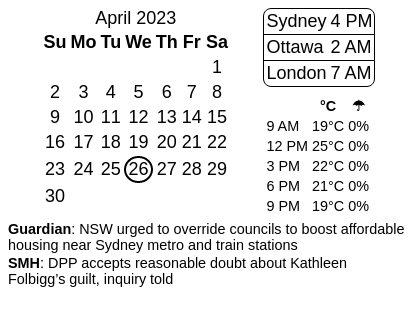 April 2023
Su Mo Tu We Th Fr Sa
1
2 3 4 5 6 7 8
9 10 11 12 13 14 15
16 17 18 19 20 21 22
23 24 25 26 27 28 29
30
Sydney 4 PM
Ottawa 2 AM
London 7 AM
°C ☂
9 AM 19°C 0%
12 PM 25°C 0%
3 PM 22°C 0%
6 PM 21°C 0%
9 PM 19°C 0%
Guardian: NSW urged to override councils to boost affordable
housing near Sydney metro and train stations
SMH: DPP accepts reasonable doubt about Kathleen
Folbigg’s guilt, inquiry told